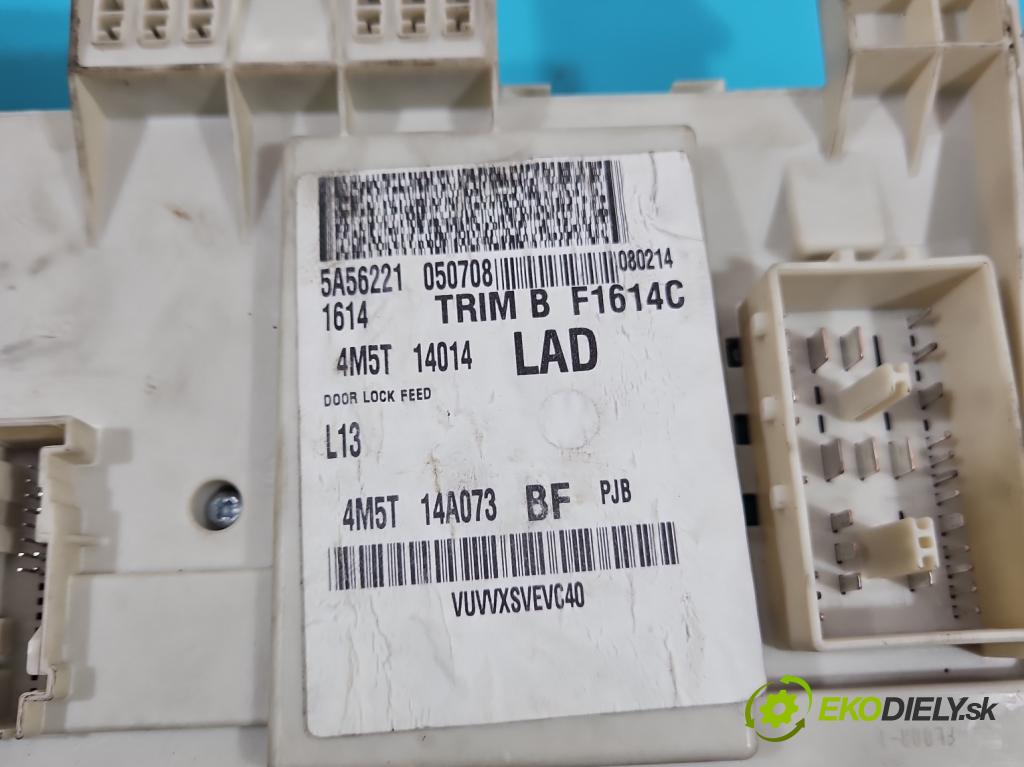 5A56221 050708 080214
1614 TRIM B F1614C
4M5T 14014 LAD
DOOR LOCK FEED
L13
4M5T 14A073 BF PJB
VUVVXSVEVC40
EKODIELY.sk